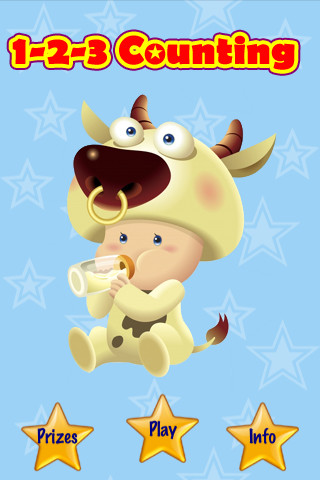 1-2-3 Counting
Prizes
Play
Info